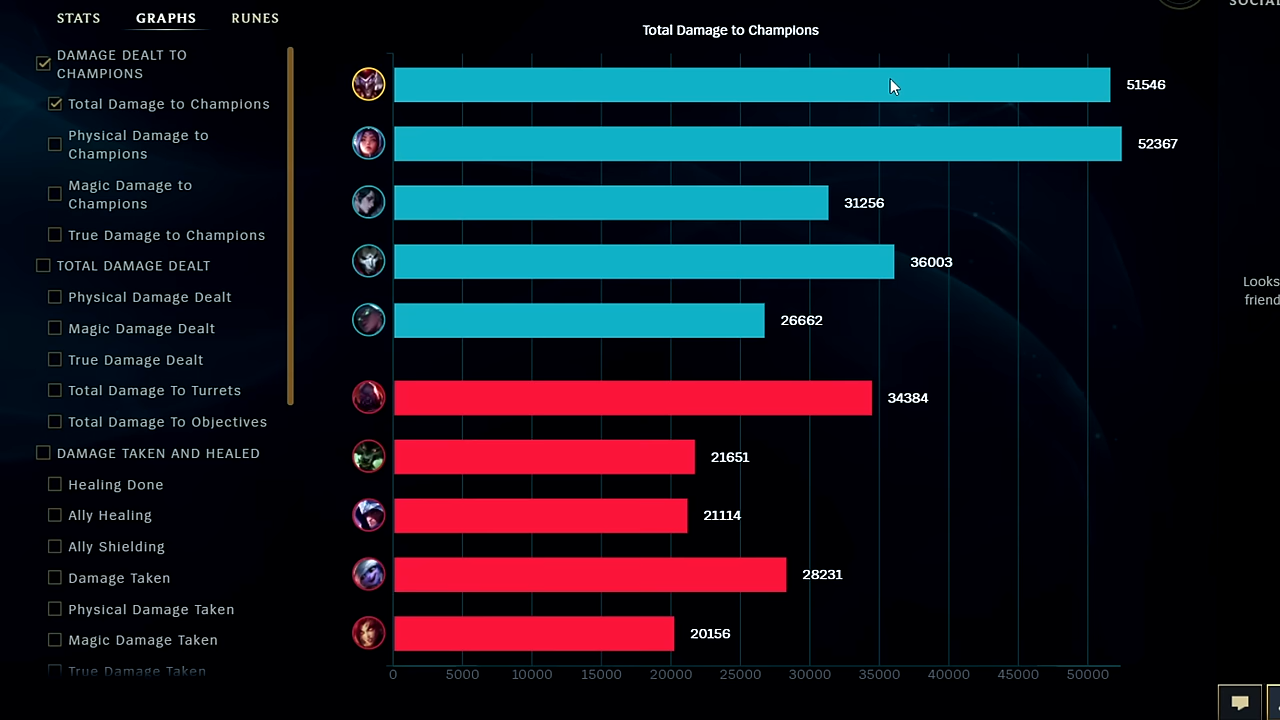 STATS GRAPHS RUNES
SOCIAL
Total Damage to Champions
DAMAGE DEALT TO
CHAMPIONS
Total Damage to Champions
Physical Damage to
Champions
Magic Damage to
Champions
True Damage to Champions
TOTAL DAMAGE DEALT
Physical Damage Dealt
Magic Damage Dealt
True Damage Dealt
Total Damage To Turrets
Total Damage To Objectives
DAMAGE TAKEN AND HEALED
Healing Done
Ally Healing
Ally Shielding
Damage Taken
Physical Damage Taken
Magic Damage Taken
True Damage Taken
51546
52367
31256
36003
26662
34384
21651
21114
28231
20156
0 5000 10000 15000 20000 25000 30000 35000 40000 45000 50000
Looks
friend